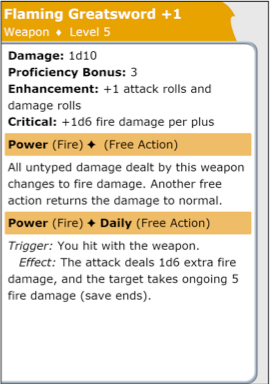 Flaming Greatsword +1
Weapon ♦ Level 5
Damage: 1d10
Proficiency Bonus: 3
Enhancement: +1 attack rolls and
damage rolls
Critical: +1d6 fire damage per plus
Power (Fire) ✦ (Free Action)
All untyped damage dealt by this weapon
changes to fire damage. Another free
action returns the damage to normal.
Power (Fire) ✦ Daily (Free Action)
Trigger: You hit with the weapon.
Effect: The attack deals 1d6 extra fire
damage, and the target takes ongoing 5
fire damage (save ends).